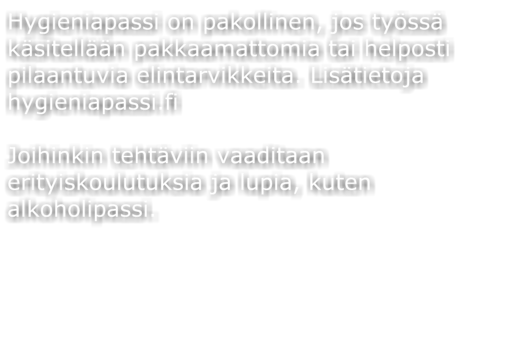 Hygieniapassi on pakollinen, jos työssä
käsitellään pakkaamattomia tai helposti
pilaantuvia elintarvikkeita. Lisätietoja
hygieniapassi.fi
Joihinkin tehtäviin vaaditaan
erityiskoulutuksia ja lupia, kuten
alkoholipassi.